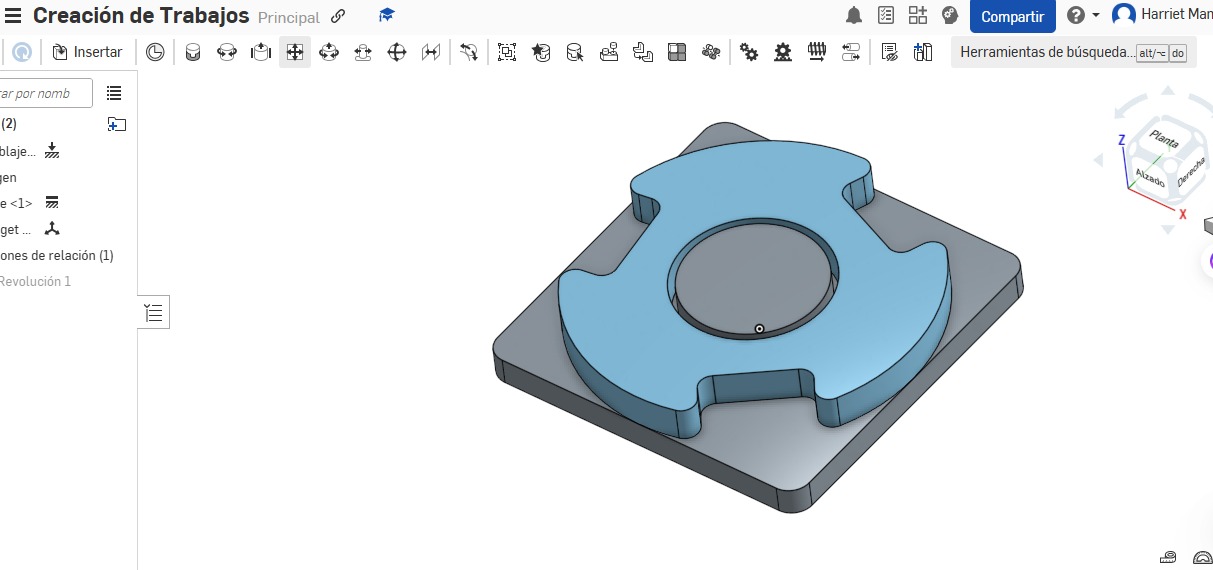 Creación de Trabajos Principal
Compartir
Harriet Man
Insertar
Herramientas de búsqueda... alt/⌥ do
rar por nomb
(2)
blaje...
gen
e <1>
get ...
ones de relación (1)
Revolución 1
Planta
Alzado
Derecha
Z
X